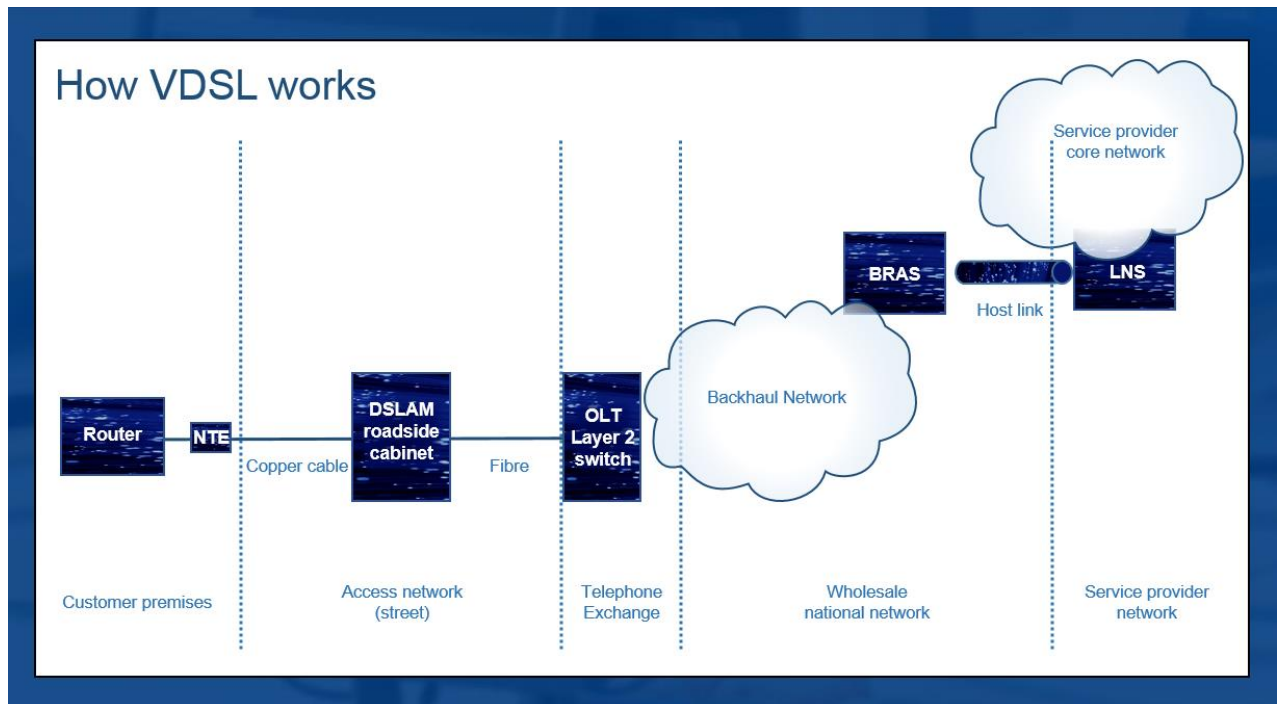 How VDSL works
Service provider
core network
BRAS
LNS
Host link
Backhaul Network
Router
NTE
Copper cable
DSLAM
roadside
cabinet
Fibre
OLT
Layer 2
switch
Customer premises
Access network
(street)
Telephone
Exchange
Wholesale
national network
Service provider
network